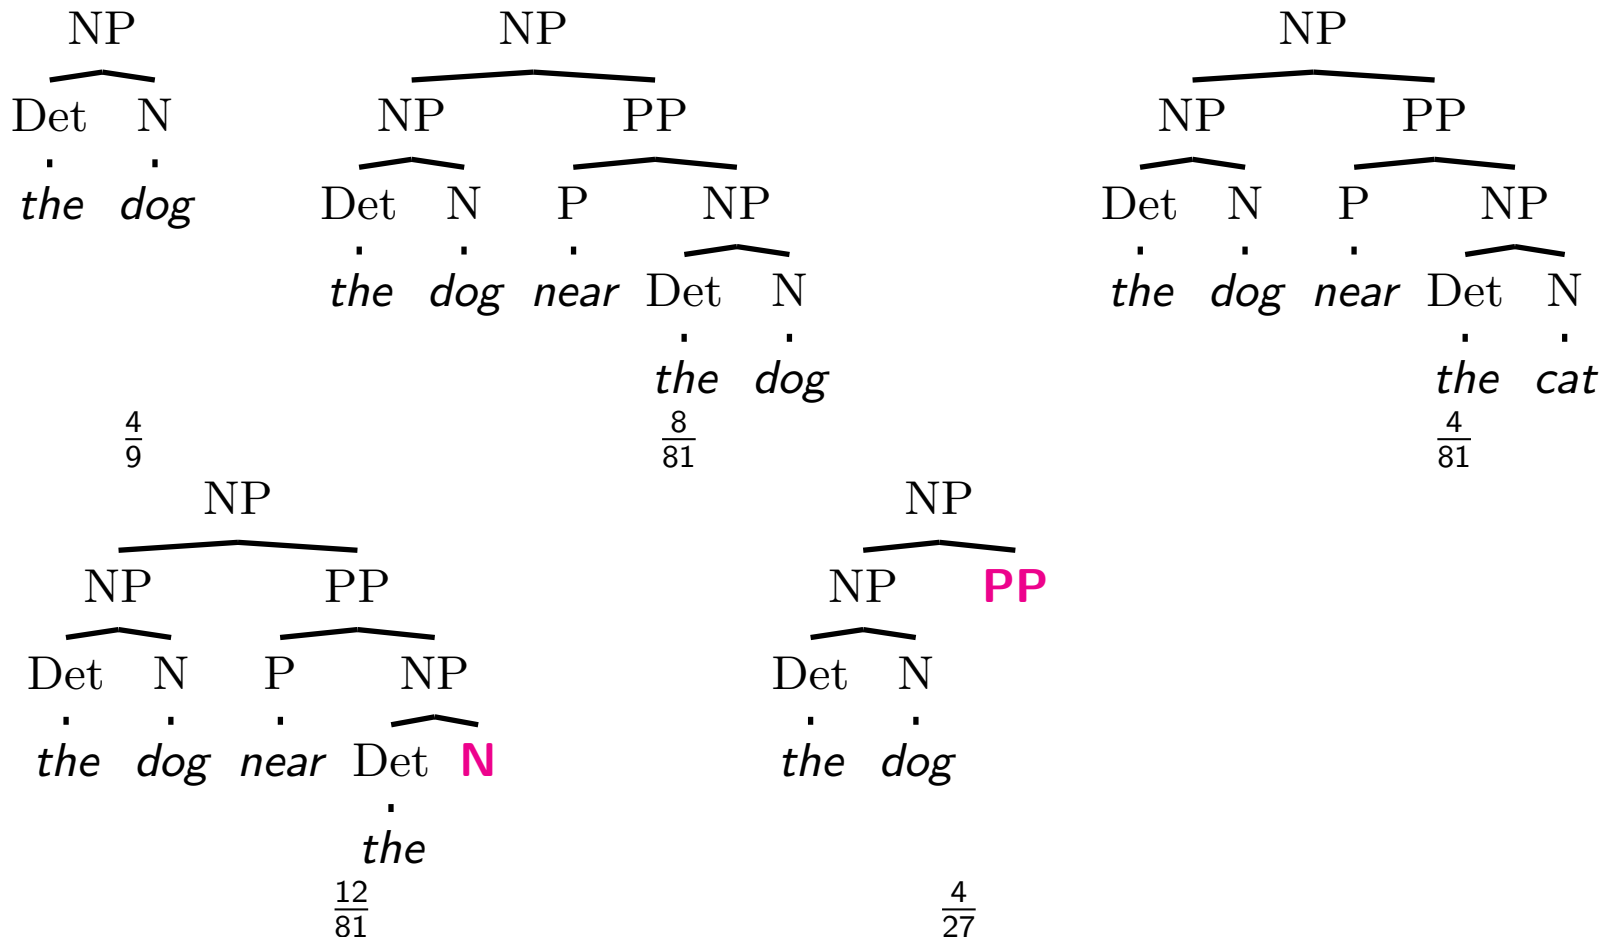 NP NP NP
Det N NP PP NP PP
the dog Det N P NP Det N P NP
the dog near Det N the dog near Det N
the dog the cat
4/9 8/81 4/81
NP NP
NP PP NP PP
Det N P NP Det N
the dog near Det N the dog
the
12/81 4/27